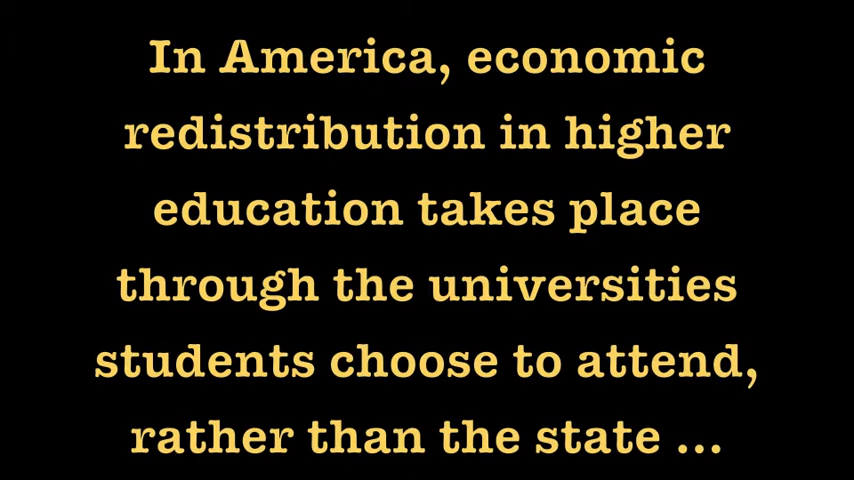 In America, economic
redistribution in higher
education takes place
through the universities
students choose to attend,
rather than the state ...